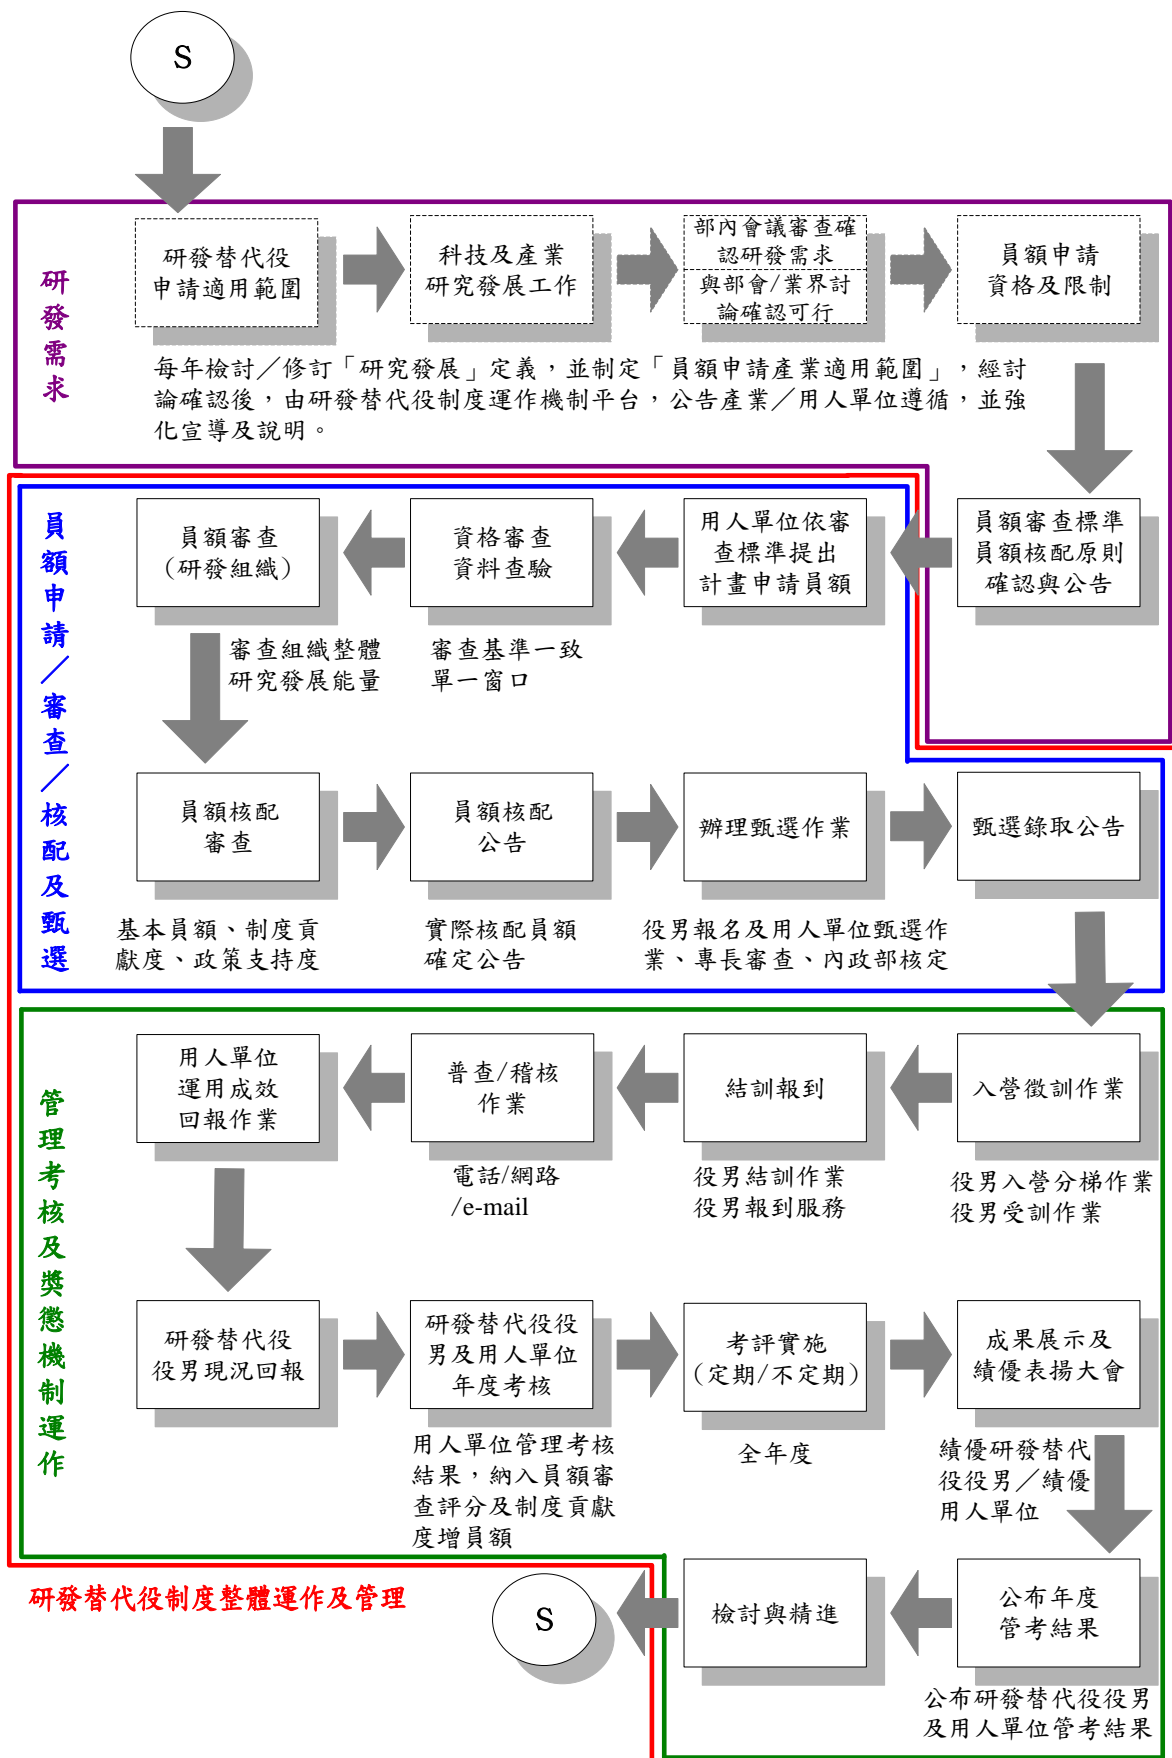 S
研發需求
研發替代役
申請適用範圍
科技及產業
研究發展工作
部內會議審查確
認研發需求
與部會/業界討
論確認可行
員額申請
資格及限制
每年檢討／修訂「研究發展」定義，並制定「員額申請產業適用範圍」，經討
論確認後，由研發替代役制度運作機制平台，公告產業／用人單位遵循，並強
化宣導及說明。
員額審查標準
員額核配原則
確認與公告
員額申請／審查／核配及甄選
用人單位依審
查標準提出
計畫申請員額
資格審查
資料查驗
審查基準一致
單一窗口
員額審查
(研發組織)
審查組織整體
研究發展能量
員額核配
審查
基本員額、制度貢
獻度、政策支持度
員額核配
公告
實際核配員額
確定公告
辦理甄選作業
役男報名及用人單位甄選作
業、專長審查、內政部核定
甄選錄取公告
管理考核及獎懲機制運作
入營徵訓作業
役男入營分梯作業
役男受訓作業
結訓報到
役男結訓作業
役男報到服務
普查/稽核
作業
電話/網路
/e-mail
用人單位
運用成效
回報作業
研發替代役
役男現況回報
研發替代役役
男及用人單位
年度考核
用人單位管理考核
結果，納入員額審
查評分及制度貢獻
度增員額
考評實施
(定期/不定期)
全年度
成果展示及
績優表揚大會
績優研發替代
役役男／績優
用人單位
公布年度
管考結果
公布研發替代役役男
及用人單位管考結果
檢討與精進
S
研發替代役制度整體運作及管理